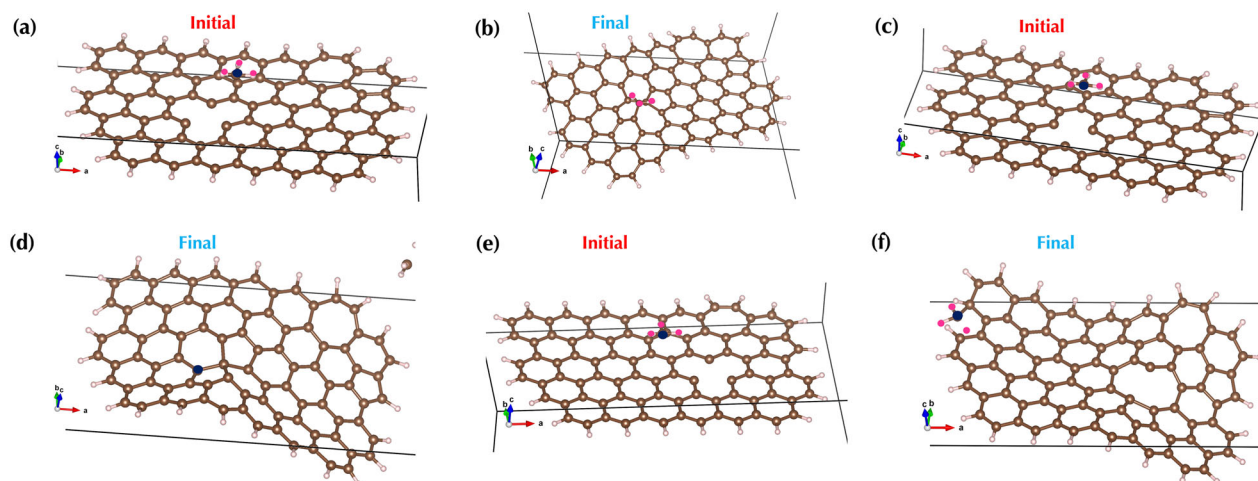 (a) Initial
(b) Final
(c) Initial
c
b
a
b c
a
c
b
a
(d) Final
(e) Initial
(f) Final
b
c
a
b c
a
c b
a